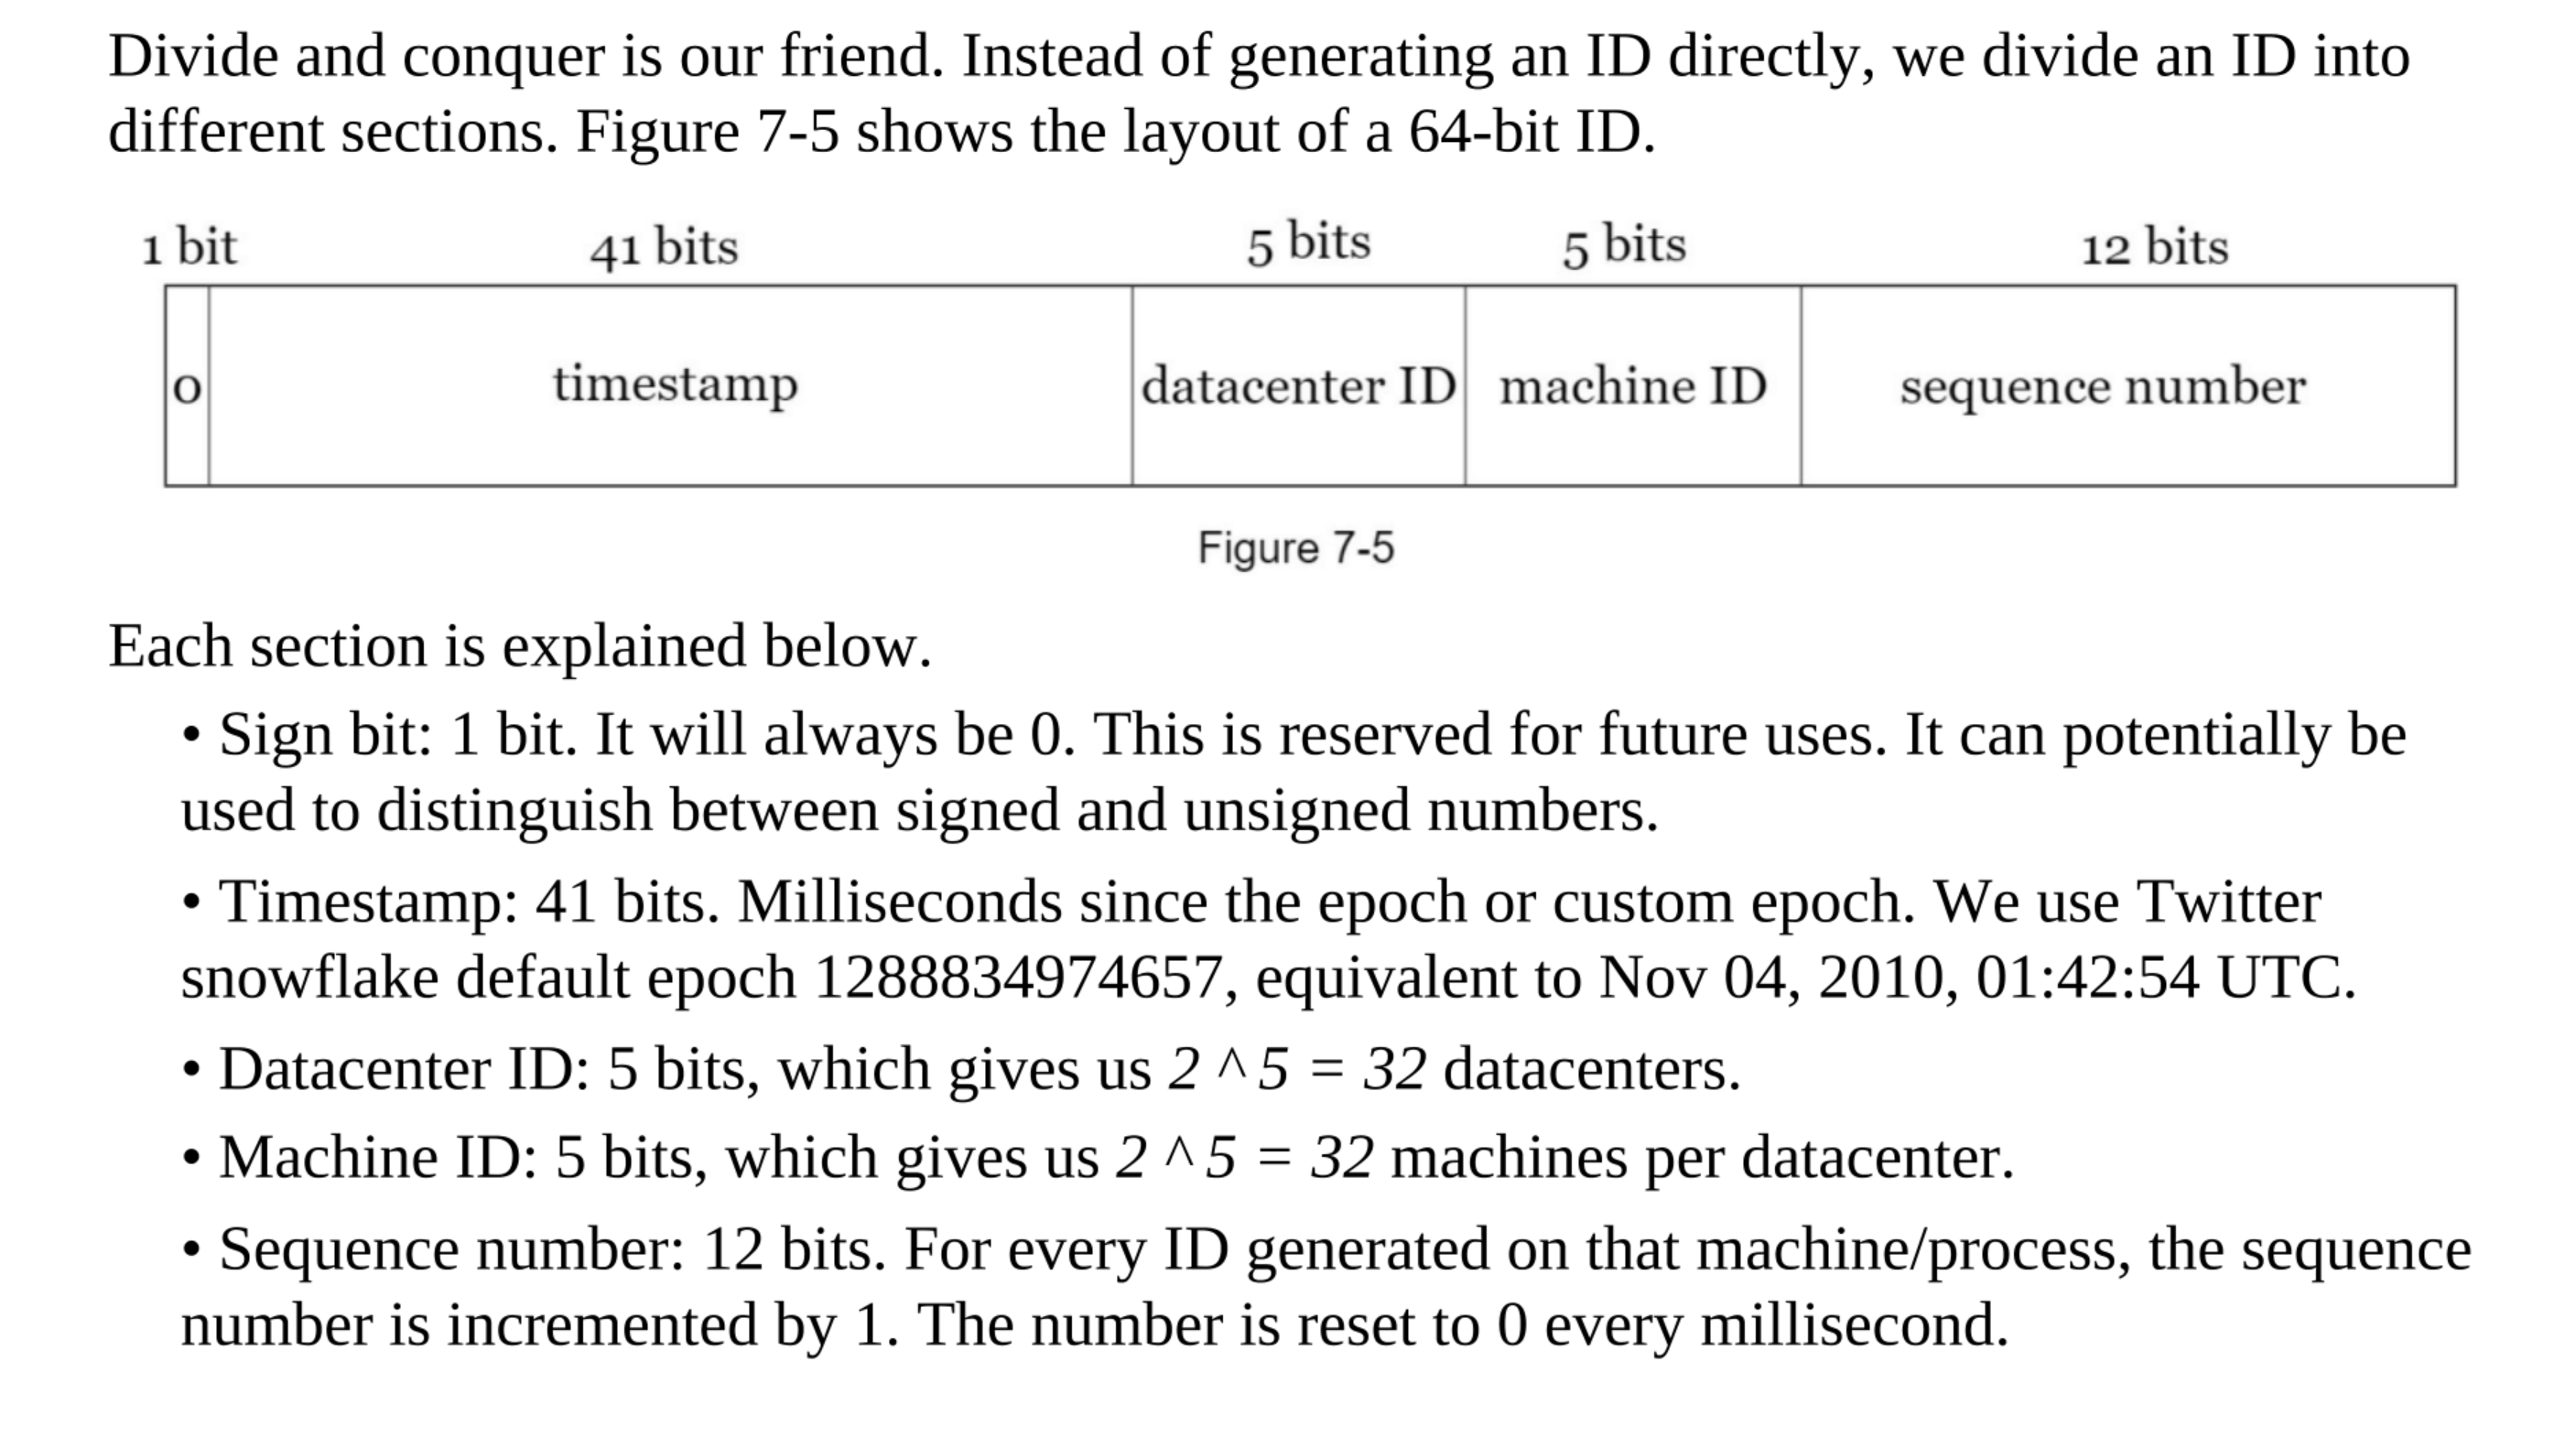 Divide and conquer is our friend. Instead of generating an ID directly, we divide an ID into
different sections. Figure 7-5 shows the layout of a 64-bit ID.
1 bit 41 bits 5 bits 5 bits 12 bits
0 timestamp datacenter ID machine ID sequence number
Figure 7-5
Each section is explained below.
• Sign bit: 1 bit. It will always be 0. This is reserved for future uses. It can potentially be
used to distinguish between signed and unsigned numbers.
• Timestamp: 41 bits. Milliseconds since the epoch or custom epoch. We use Twitter
snowflake default epoch 1288834974657, equivalent to Nov 04, 2010, 01:42:54 UTC.
• Datacenter ID: 5 bits, which gives us 2 ^ 5 = 32 datacenters.
• Machine ID: 5 bits, which gives us 2 ^ 5 = 32 machines per datacenter.
• Sequence number: 12 bits. For every ID generated on that machine/process, the sequence
number is incremented by 1. The number is reset to 0 every millisecond.